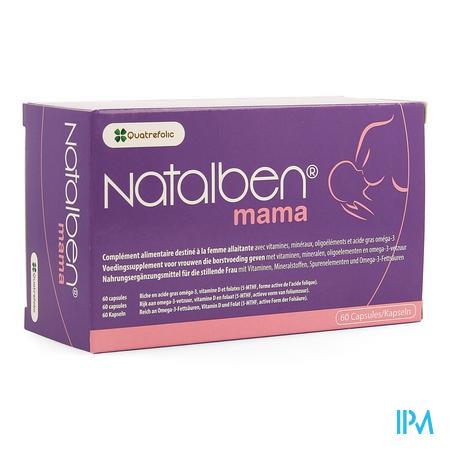 Quatrefolic
Natalben®
mama
Complément alimentaire destiné à la femme allaitante avec vitamines, minéraux, oligoéléments et acide gras oméga-3
Voedingssupplement voor vrouwen die borstvoeding geven met vitaminen, mineralen, oligoelementen en omega-3-vetzuur
Nahrungsergänzungsmittel für die stillende Frau mit Vitaminen, Mineralstoffen, Spurenelementen und Omega-3-Fettsäuren
60 capsules Riche en acide gras oméga-3, vitamine D et folates (5-MTHF, forme active de l'acide folique).
60 capsules Rijk aan omega-3-vetzuur, vitamine D en folaat (5-MTHF, actieve vorm van foliumzuur).
60 Kapseln Reich an Omega-3-Fettsäuren, Vitamin D und Folat (5-MTHF, active Form der Folsäure).
60 Capsules/Kapseln
Natalben®
mama
IPM